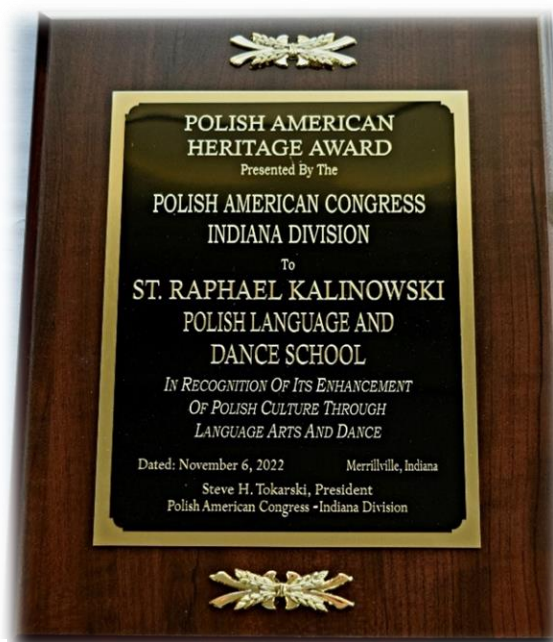 POLISH AMERICAN
HERITAGE AWARD
Presented By The
POLISH AMERICAN CONGRESS
INDIANA DIVISION
To
ST. RAPHAEL KALINOWSKI
POLISH LANGUAGE AND
DANCE SCHOOL
IN RECOGNITION OF ITS ENHANCEMENT
OF POLISH CULTURE THROUGH
LANGUAGE ARTS AND DANCE
Dated: November 6, 2022 Merrillville, Indiana
Steve H. Tokarski, President
Polish American Congress -Indiana Division